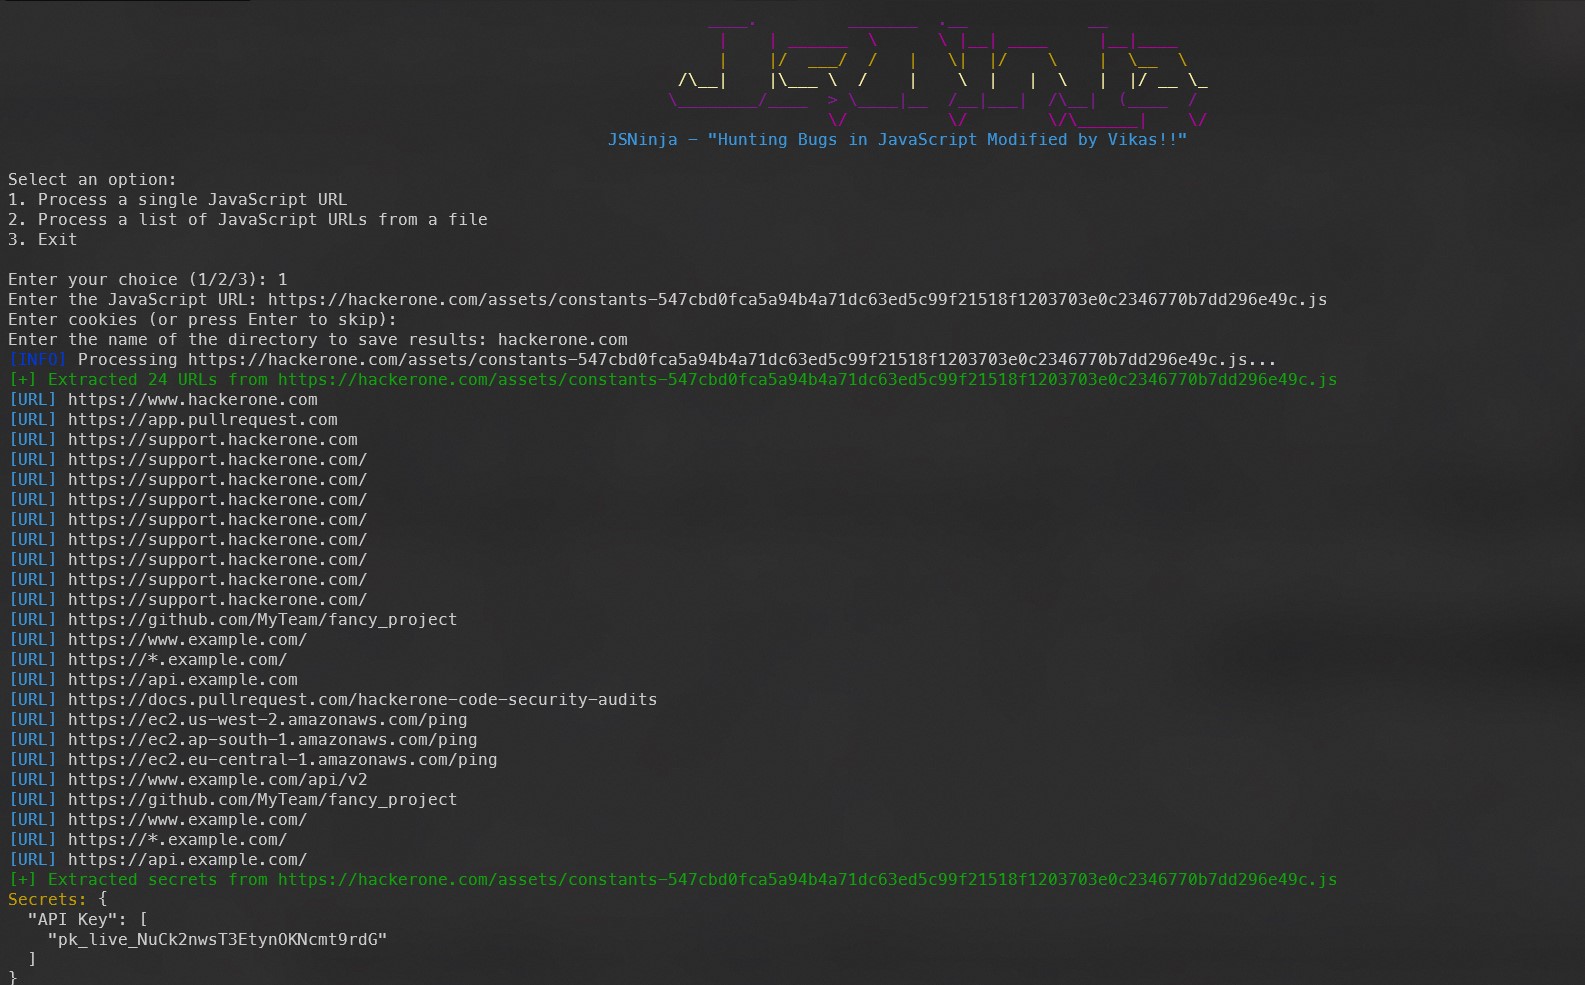 JSNinja - "Hunting Bugs in JavaScript Modified by Vikas!!"
Select an option:
1. Process a single JavaScript URL
2. Process a list of JavaScript URLs from a file
3. Exit
Enter your choice (1/2/3): 1
Enter the JavaScript URL: https://hackerone.com/assets/constants-547cbd0fca5a94b4a71dc63ed5c99f21518f1203703e0c2346770b7dd296e49c.js
Enter cookies (or press Enter to skip):
Enter the name of the directory to save results: hackerone.com
[INFO] Processing https://hackerone.com/assets/constants-547cbd0fca5a94b4a71dc63ed5c99f21518f1203703e0c2346770b7dd296e49c.js...
[+] Extracted 24 URLs from https://hackerone.com/assets/constants-547cbd0fca5a94b4a71dc63ed5c99f21518f1203703e0c2346770b7dd296e49c.js
[URL] https://www.hackerone.com
[URL] https://app.pullrequest.com
[URL] https://support.hackerone.com
[URL] https://support.hackerone.com/
[URL] https://support.hackerone.com/
[URL] https://support.hackerone.com/
[URL] https://support.hackerone.com/
[URL] https://support.hackerone.com/
[URL] https://support.hackerone.com/
[URL] https://support.hackerone.com/
[URL] https://support.hackerone.com/
[URL] https://github.com/MyTeam/fancy_project
[URL] https://www.example.com/
[URL] https://*.example.com/
[URL] https://api.example.com
[URL] https://docs.pullrequest.com/hackerone-code-security-audits
[URL] https://ec2.us-west-2.amazonaws.com/ping
[URL] https://ec2.ap-south-1.amazonaws.com/ping
[URL] https://ec2.eu-central-1.amazonaws.com/ping
[URL] https://www.example.com/api/v2
[URL] https://github.com/MyTeam/fancy_project
[URL] https://www.example.com/
[URL] https://*.example.com/
[URL] https://api.example.com/
[+] Extracted secrets from https://hackerone.com/assets/constants-547cbd0fca5a94b4a71dc63ed5c99f21518f1203703e0c2346770b7dd296e49c.js
Secrets: {
"API Key": [
"pk_live_NuCk2nwsT3EtynOKNcmt9rdG"
]
}